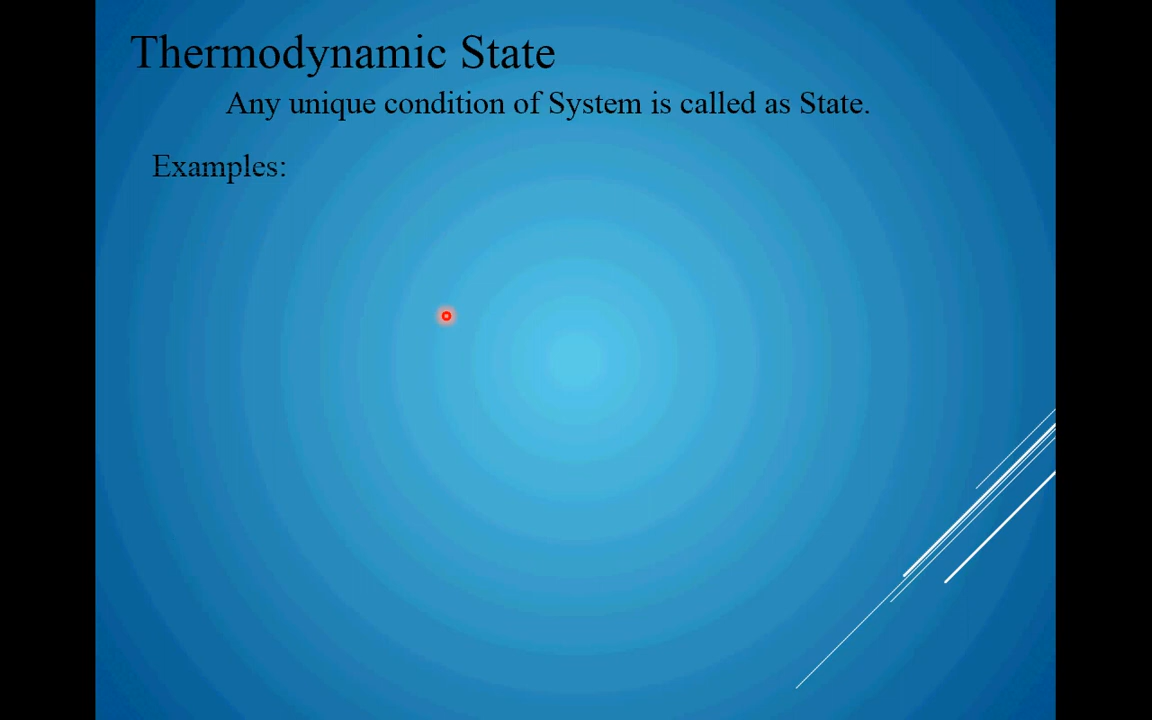 Thermodynamic State
Any unique condition of System is called as State.
Examples: